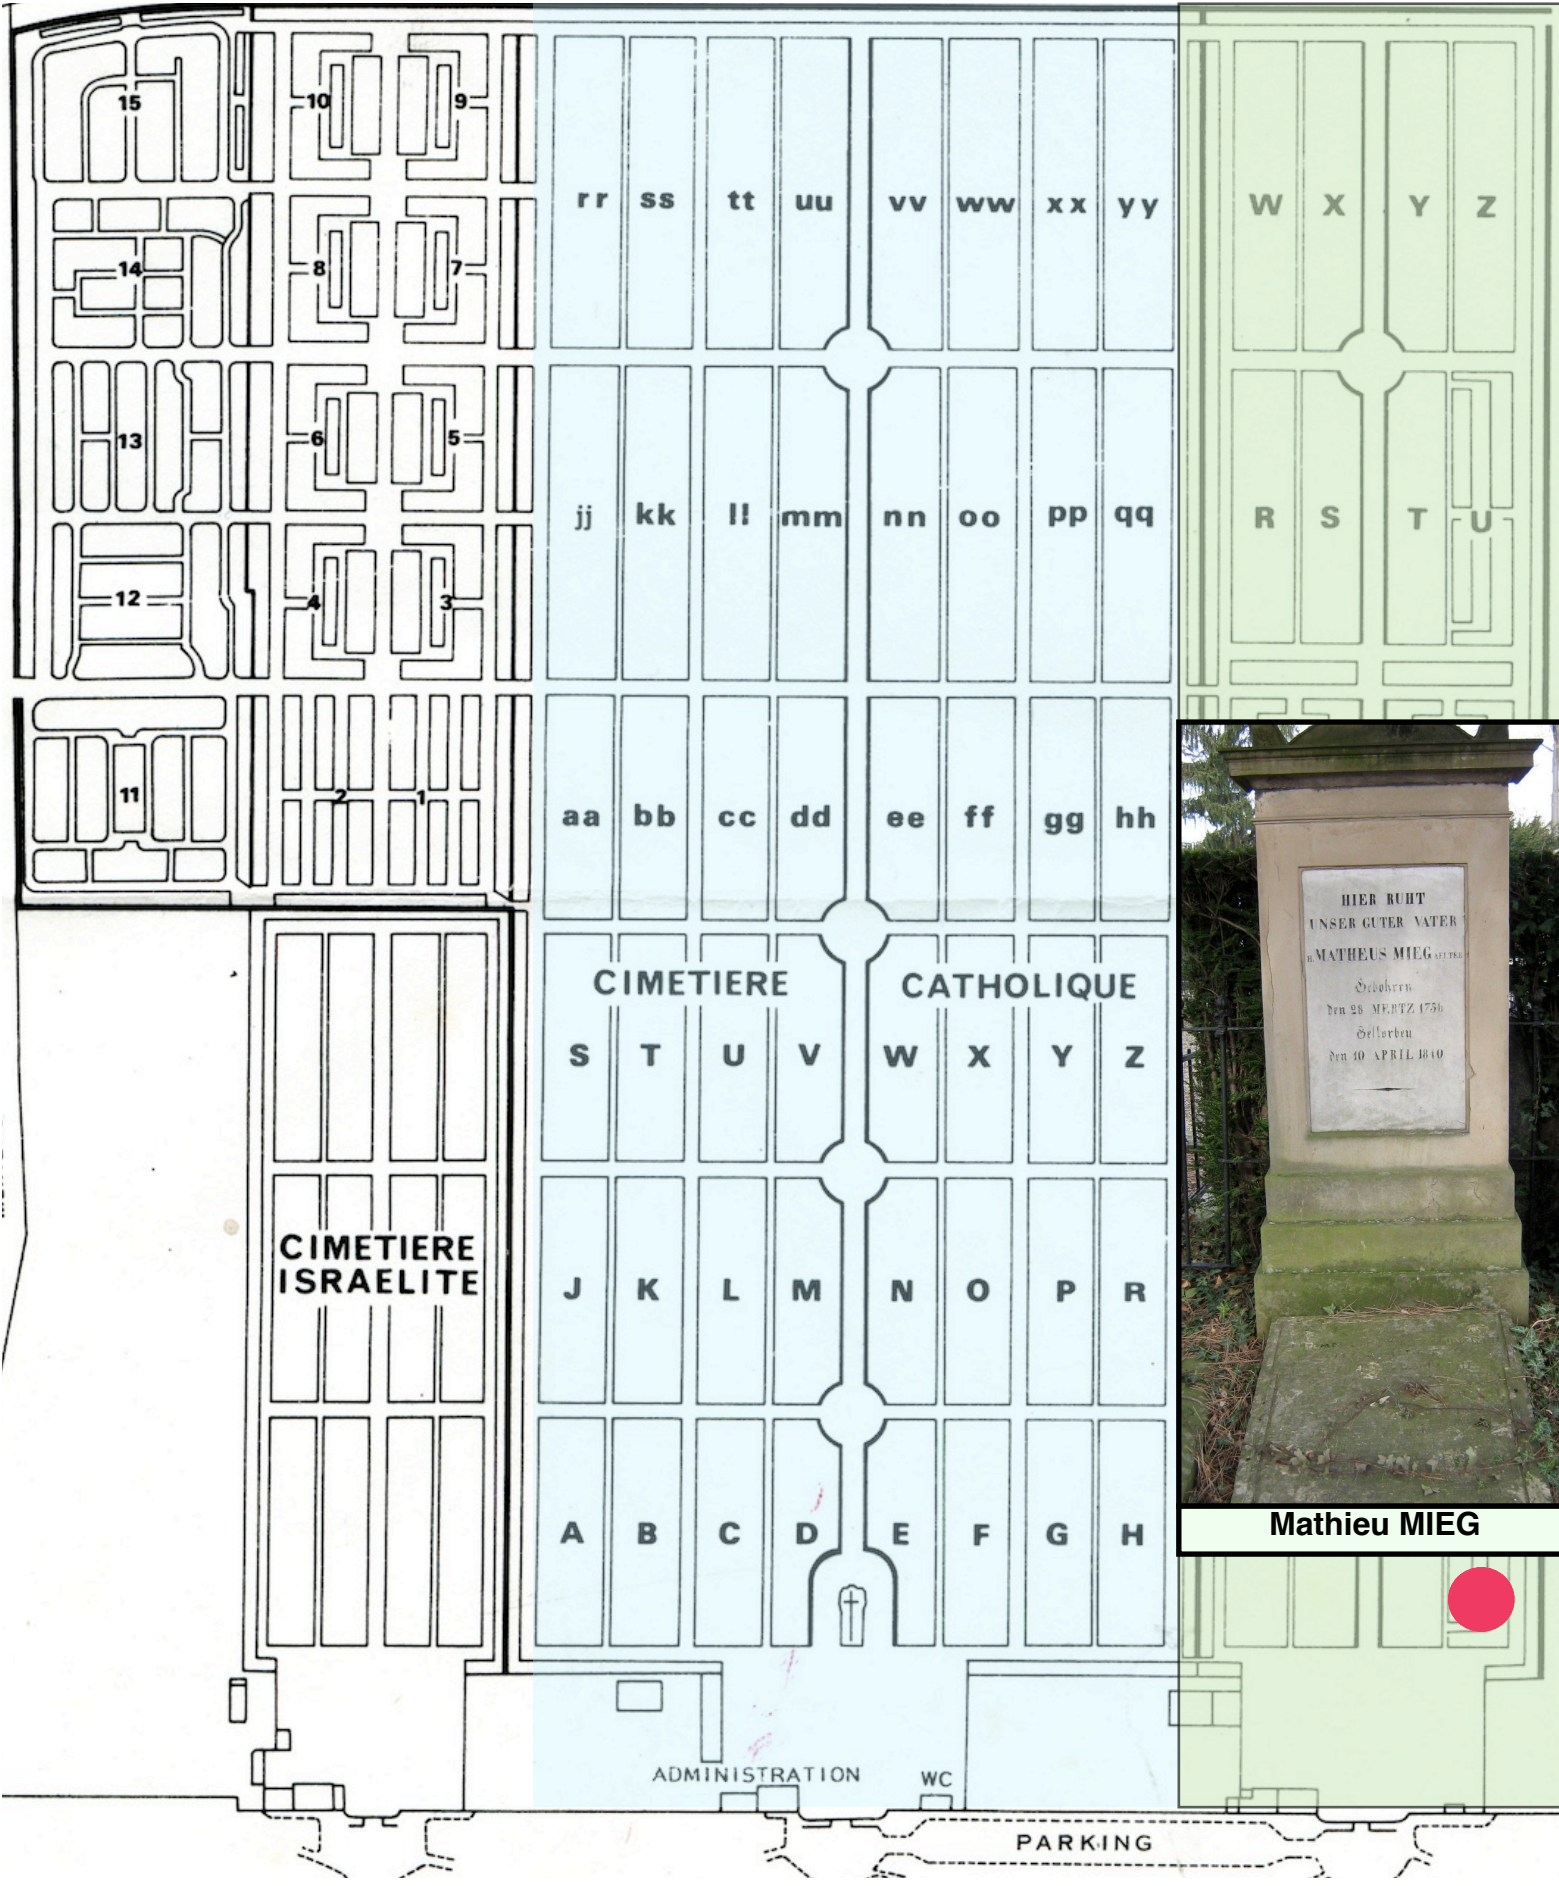 15
10
9
rr ss tt uu vv ww xx yy
W X Y Z
14
8
7
13
6
5
jj kk ll mm nn oo pp qq
R S T U
12
4
3
11
2
1
aa bb cc dd ee ff gg hh
CIMETIERE CATHOLIQUE
S T U V W X Y Z
CIMETIERE
ISRAELITE
J K L M N O P R
A B C D E F G H
HIER RUHT
UNSER GUTER VATER
MATHEUS MIEG
Gebohren
den 28 MERTZ 1756
Gestorben
den 10 APRIL 1840
Mathieu MIEG
ADMINISTRATION
WC
PARKING